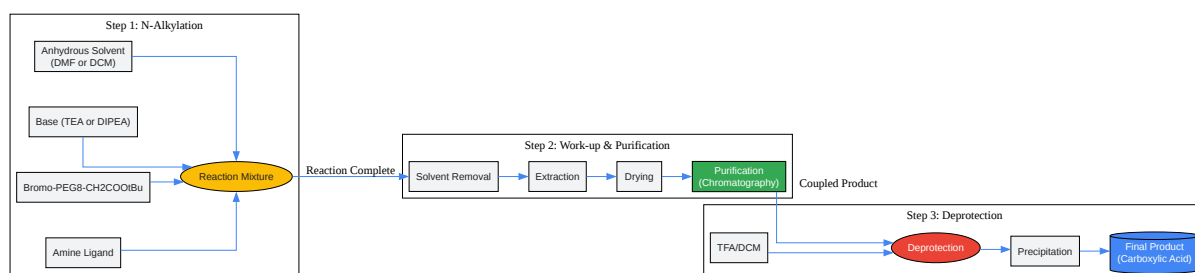 Step 1: N-Alkylation
Anhydrous Solvent
(DMF or DCM)
Base (TEA or DIPEA)
Bromo-PEG8-CH2COOtBu
Amine Ligand
Reaction Mixture
Reaction Complete
Step 2: Work-up & Purification
Solvent Removal
Extraction
Drying
Purification
(Chromatography)
Coupled Product
Step 3: Deprotection
TFA/DCM
Deprotection
Precipitation
Final Product
(Carboxylic Acid)